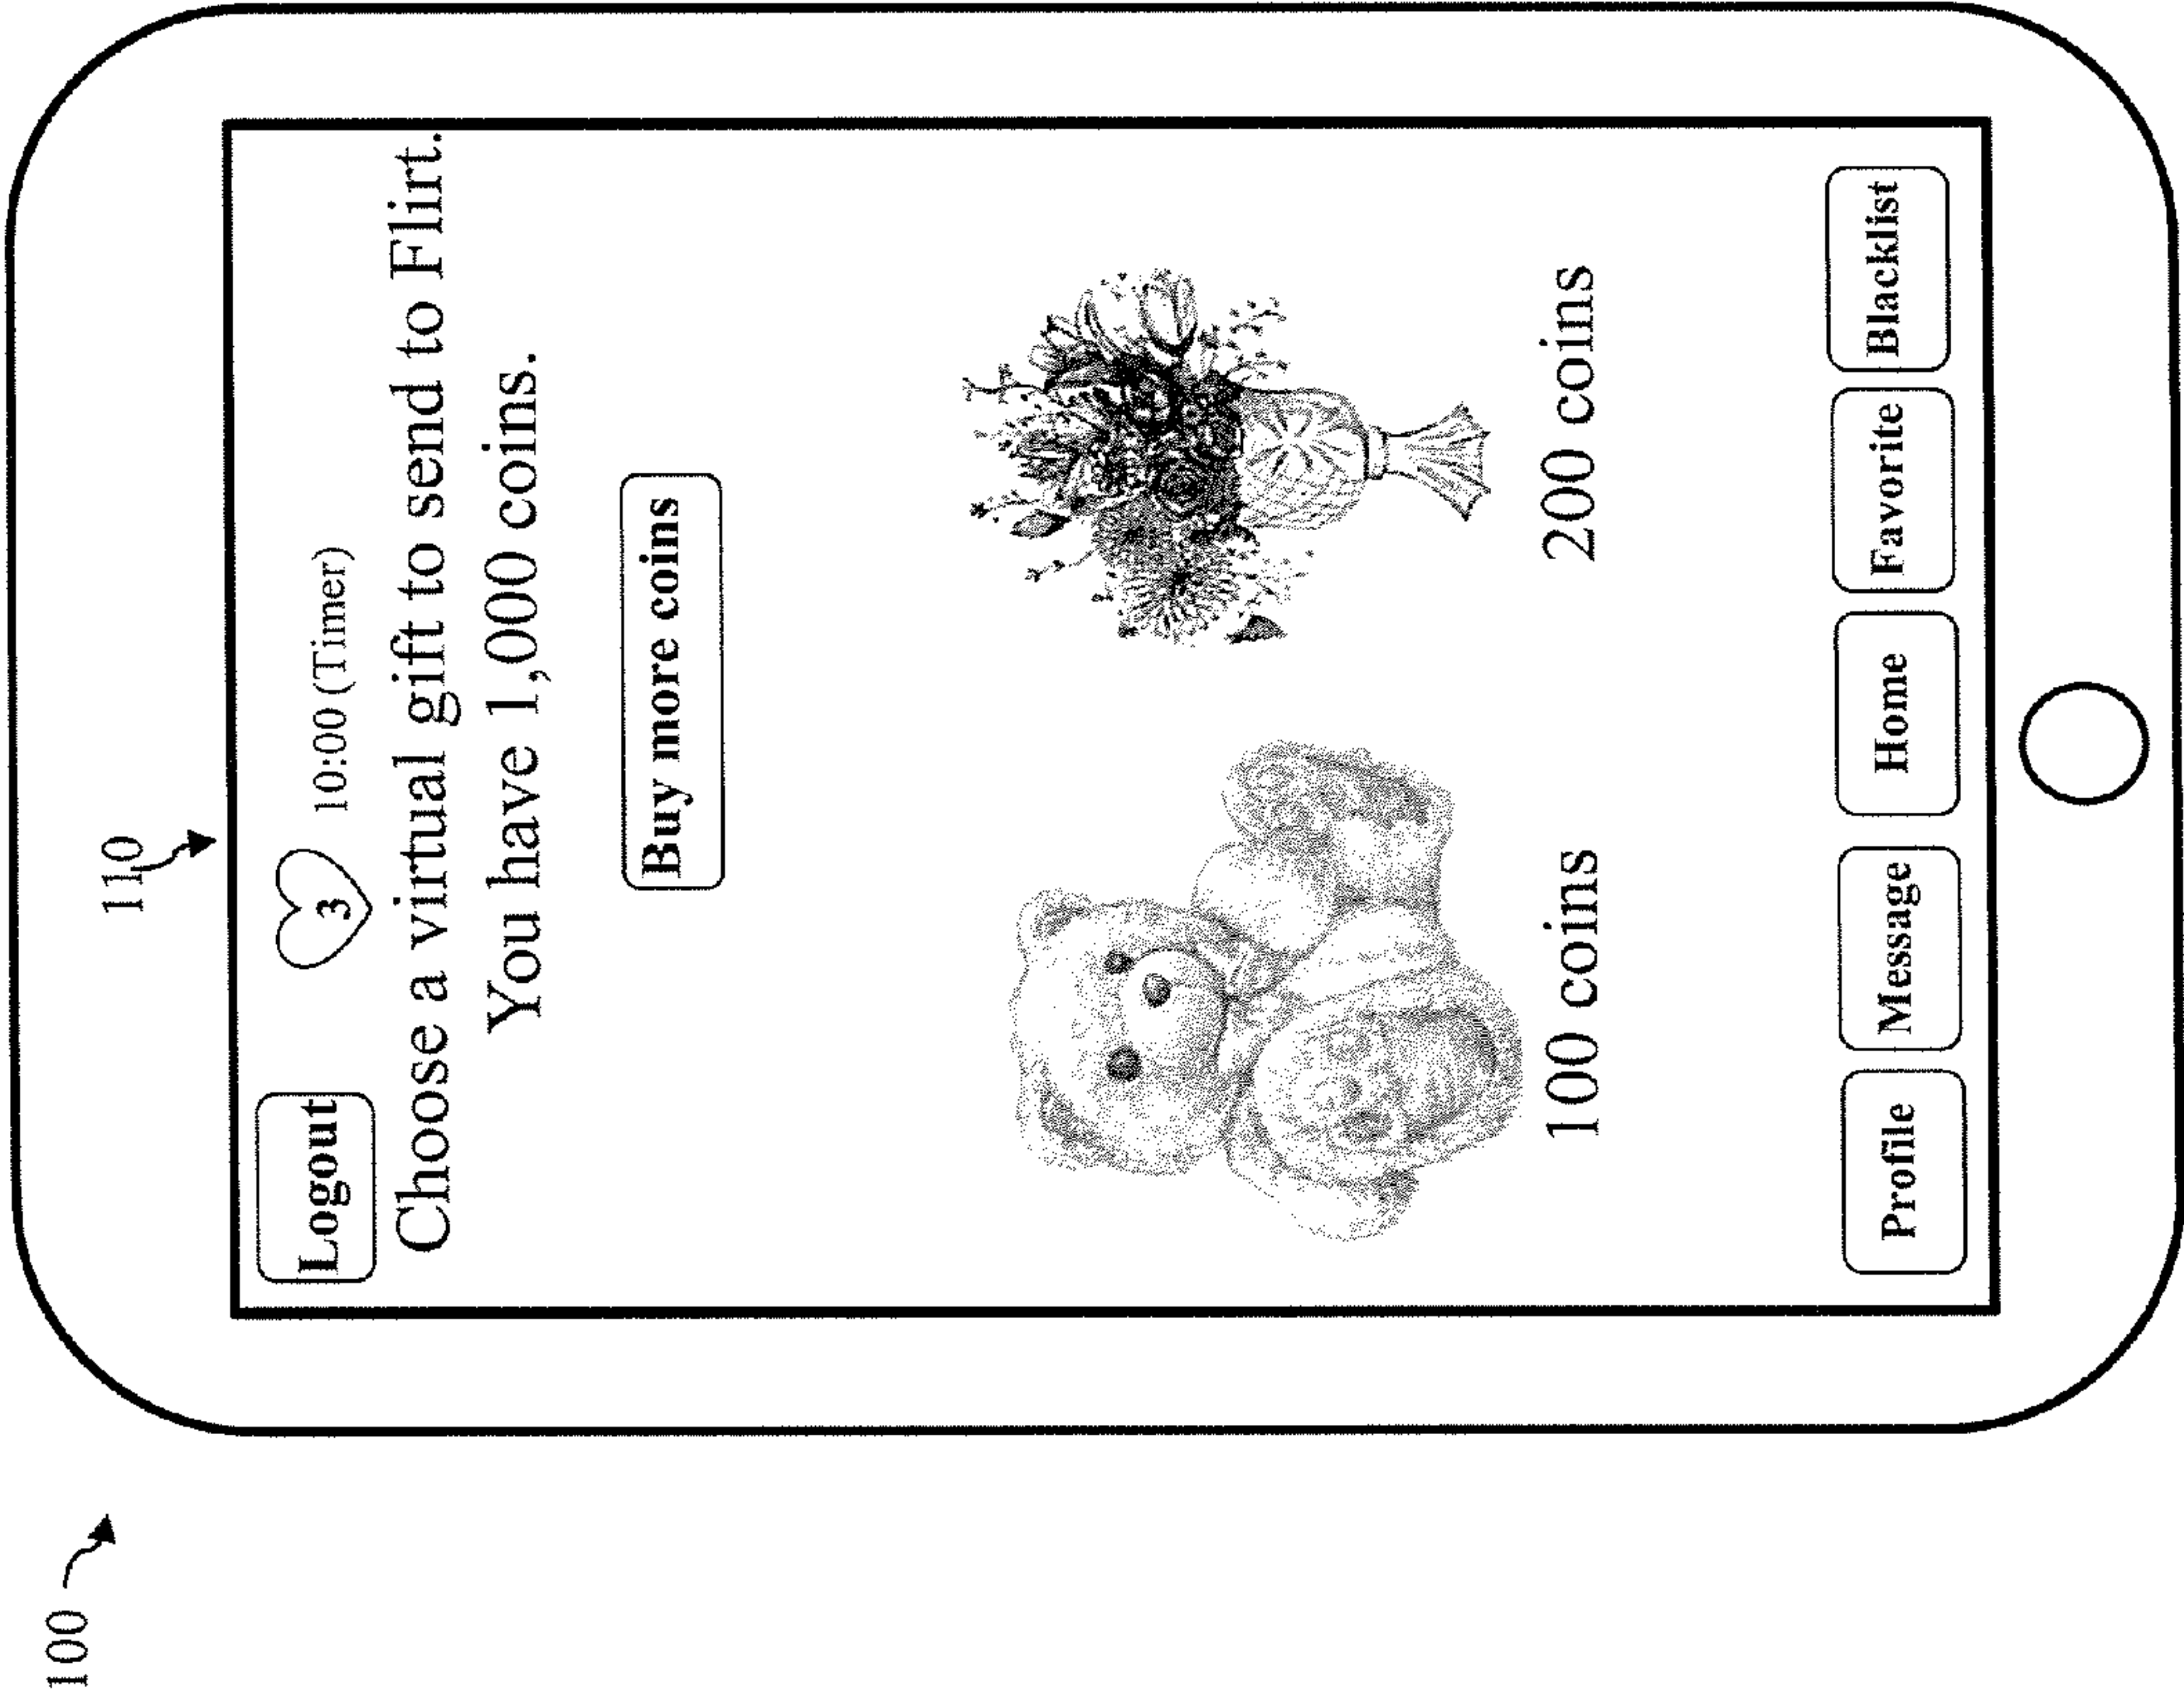 100
110
Logout
3
10:00 (Timer)
Choose a virtual gift to send to Flirt.
You have 1,000 coins.
Buy more coins
100 coins
200 coins
Profile
Message
Home
Favorite
Blacklist